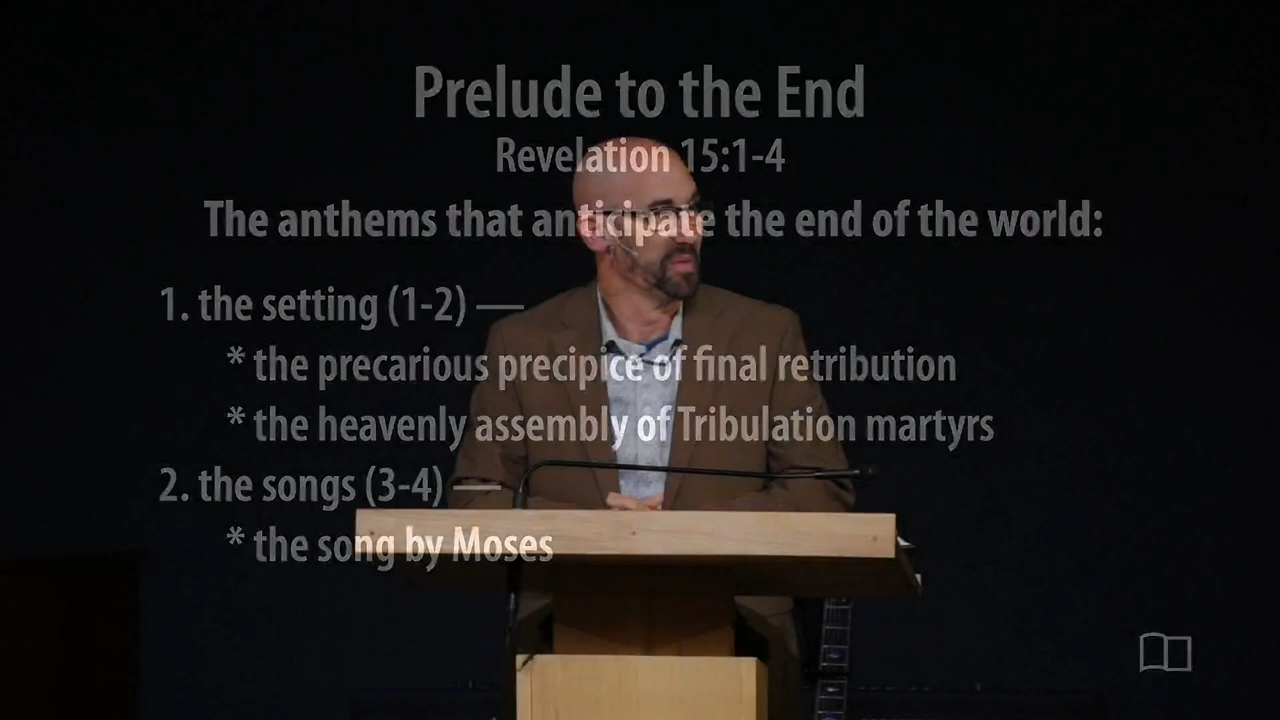 Prelude to the End
Revelation 15:1-4
The anthems that anticipate the end of the world:
1. the setting (1-2) —
* the precarious precipice of final retribution
* the heavenly assembly of Tribulation martyrs
2. the songs (3-4) —
* the song by Moses